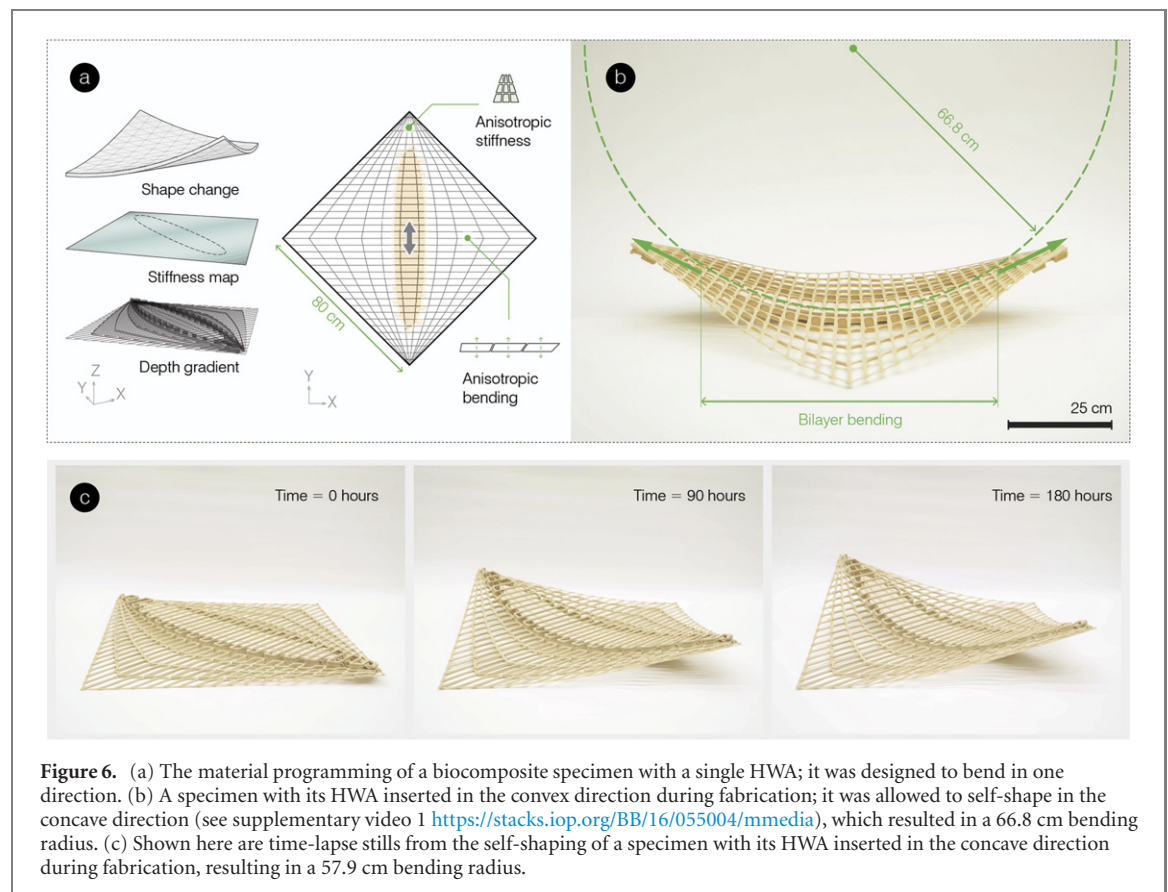 a
Anisotropic
stiffness
Shape change
Stiffness map
80 cm
Depth gradient
Anisotropic
bending
Z
Y
X
Y
X
b
66.8 cm
Bilayer bending
25 cm
c
Time = 0 hours
Time = 90 hours
Time = 180 hours
Figure 6. (a) The material programming of a biocomposite specimen with a single HWA; it was designed to bend in one
direction. (b) A specimen with its HWA inserted in the convex direction during fabrication; it was allowed to self-shape in the
concave direction (see supplementary video 1 https://stacks.iop.org/BB/16/055004/mmedia), which resulted in a 66.8 cm bending
radius. (c) Shown here are time-lapse stills from the self-shaping of a specimen with its HWA inserted in the concave direction
during fabrication, resulting in a 57.9 cm bending radius.